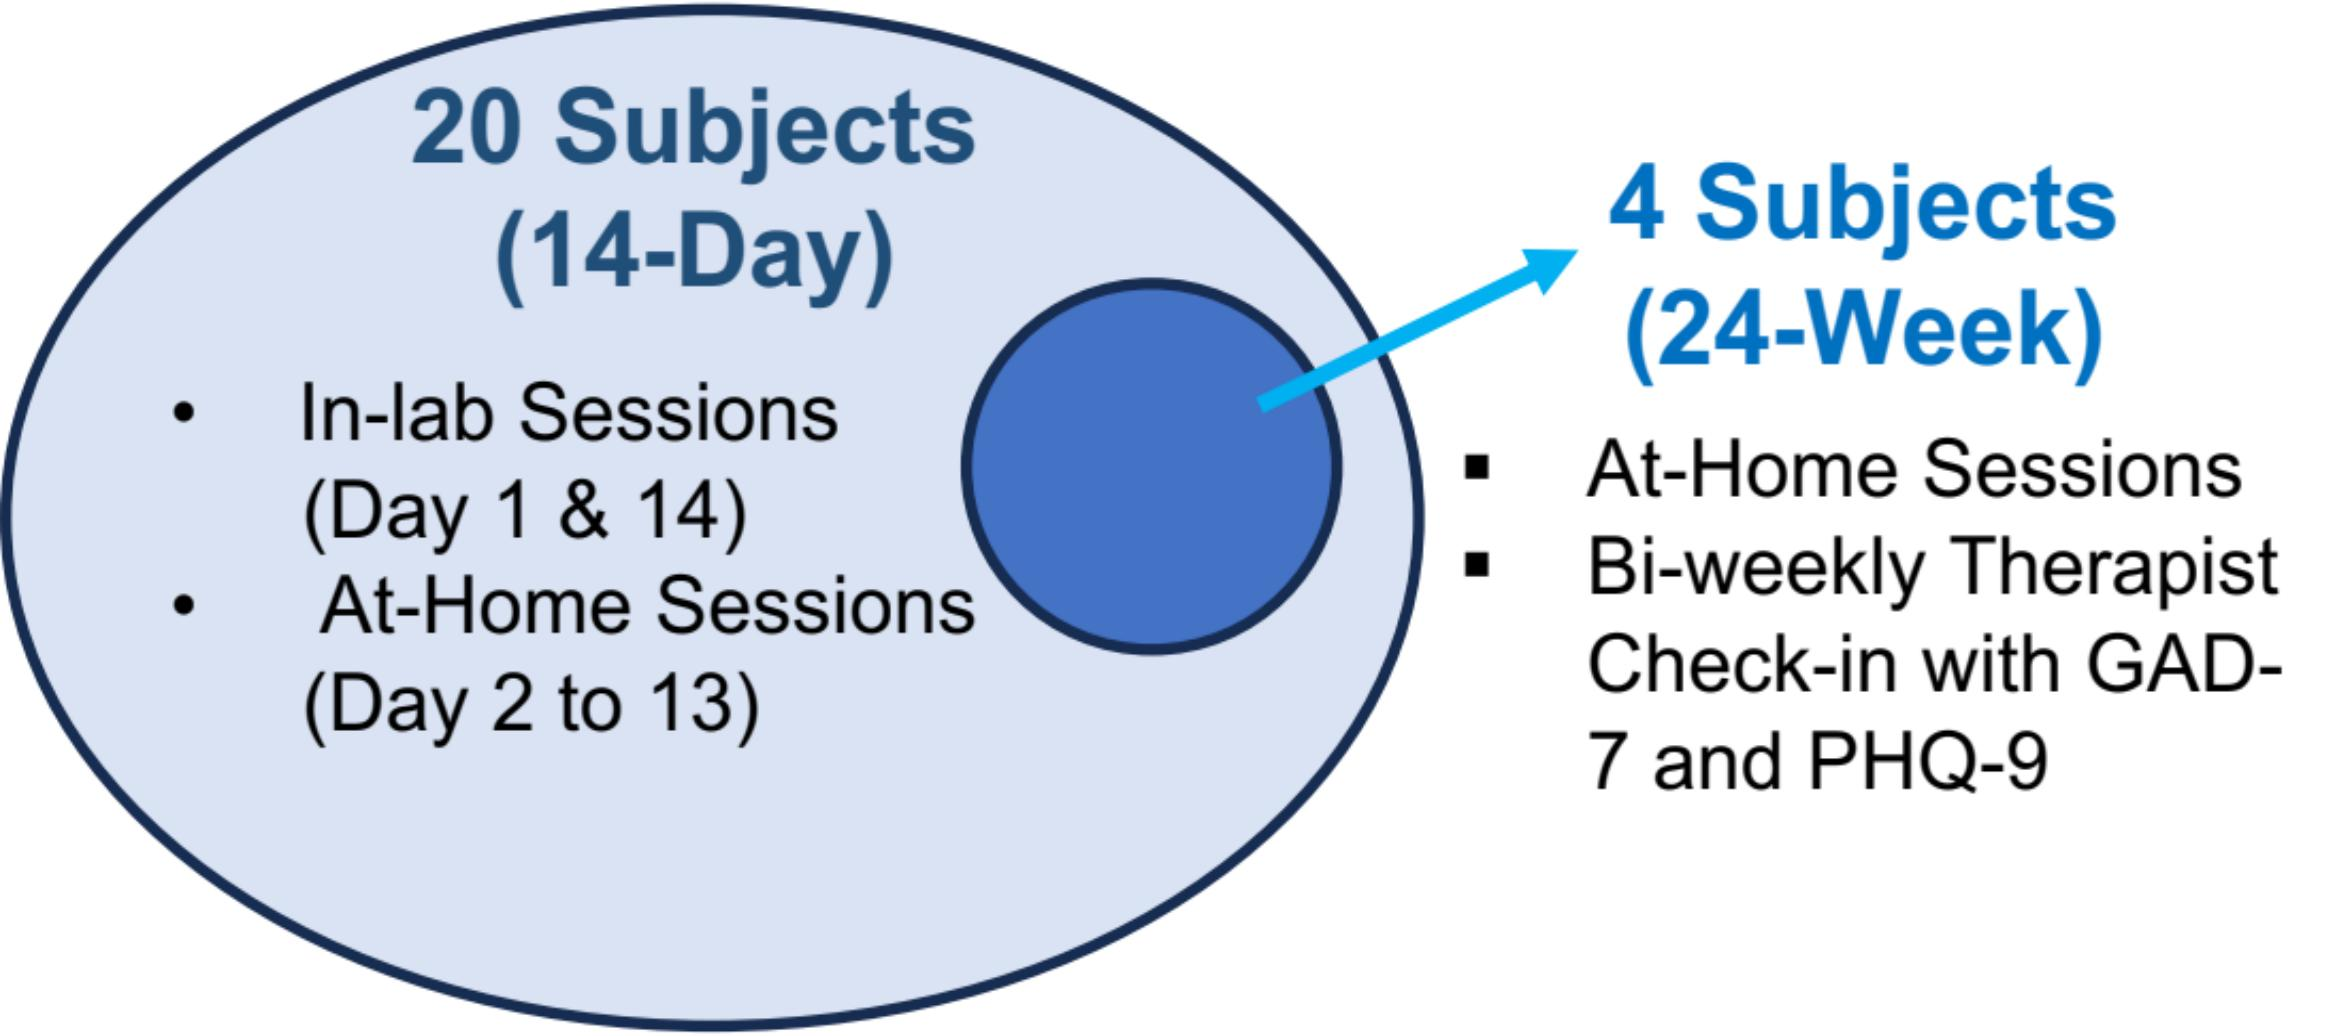 20 Subjects
(14-Day)
• In-lab Sessions
(Day 1 & 14)
• At-Home Sessions
(Day 2 to 13)
4 Subjects
(24-Week)
▪ At-Home Sessions
▪ Bi-weekly Therapist
Check-in with GAD-
7 and PHQ-9